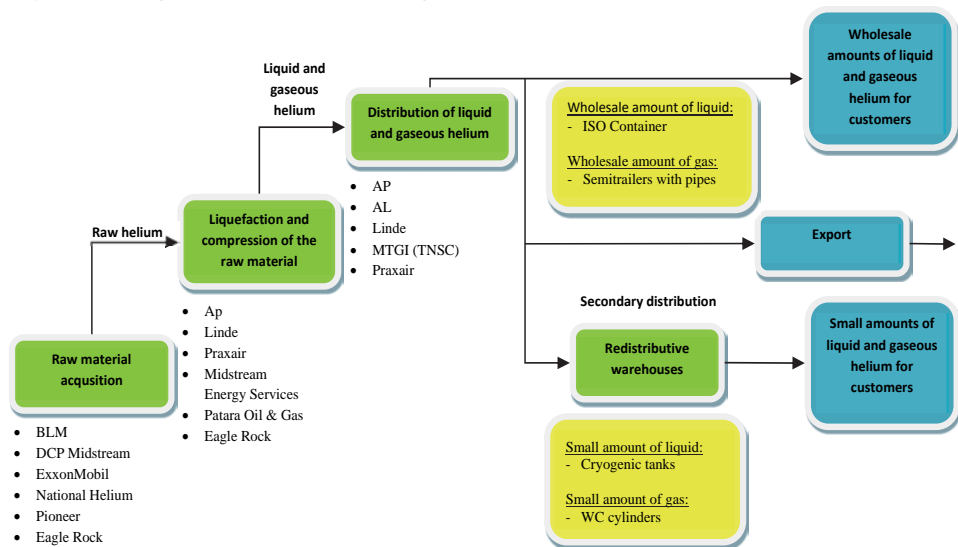 Liquid and
gaseous
helium
Raw helium
Raw material
acqusition
• BLM
• DCP Midstream
• ExxonMobil
• National Helium
• Pioneer
• Eagle Rock
Liquefaction and
compression of the
raw material
• Ap
• Linde
• Praxair
• Midstream
Energy Services
• Patara Oil & Gas
• Eagle Rock
Distribution of liquid
and gaseous helium
• AP
• AL
• Linde
• MTGI (TNSC)
• Praxair
Wholesale amount of liquid:
- ISO Container
Wholesale amount of gas:
- Semitrailers with pipes
Wholesale
amounts of liquid
and gaseous
helium for
customers
Export
Secondary distribution
Redistributive
warehouses
Small amount of liquid:
- Cryogenic tanks
Small amount of gas:
- WC cylinders
Small amounts of
liquid and gaseous
helium for
customers